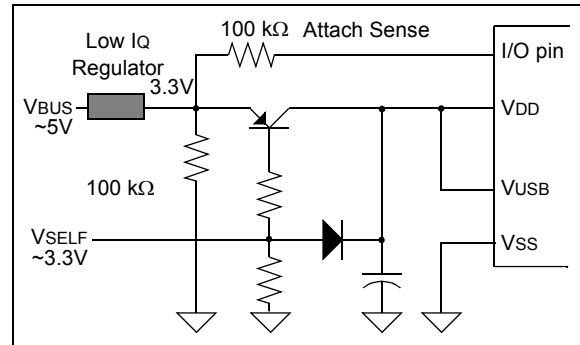 100 kΩ Attach Sense
Low IQ
Regulator
I/O pin
3.3V
VBUS
~5V
VDD
100 kΩ
VUSB
VSELF
~3.3V
VSS